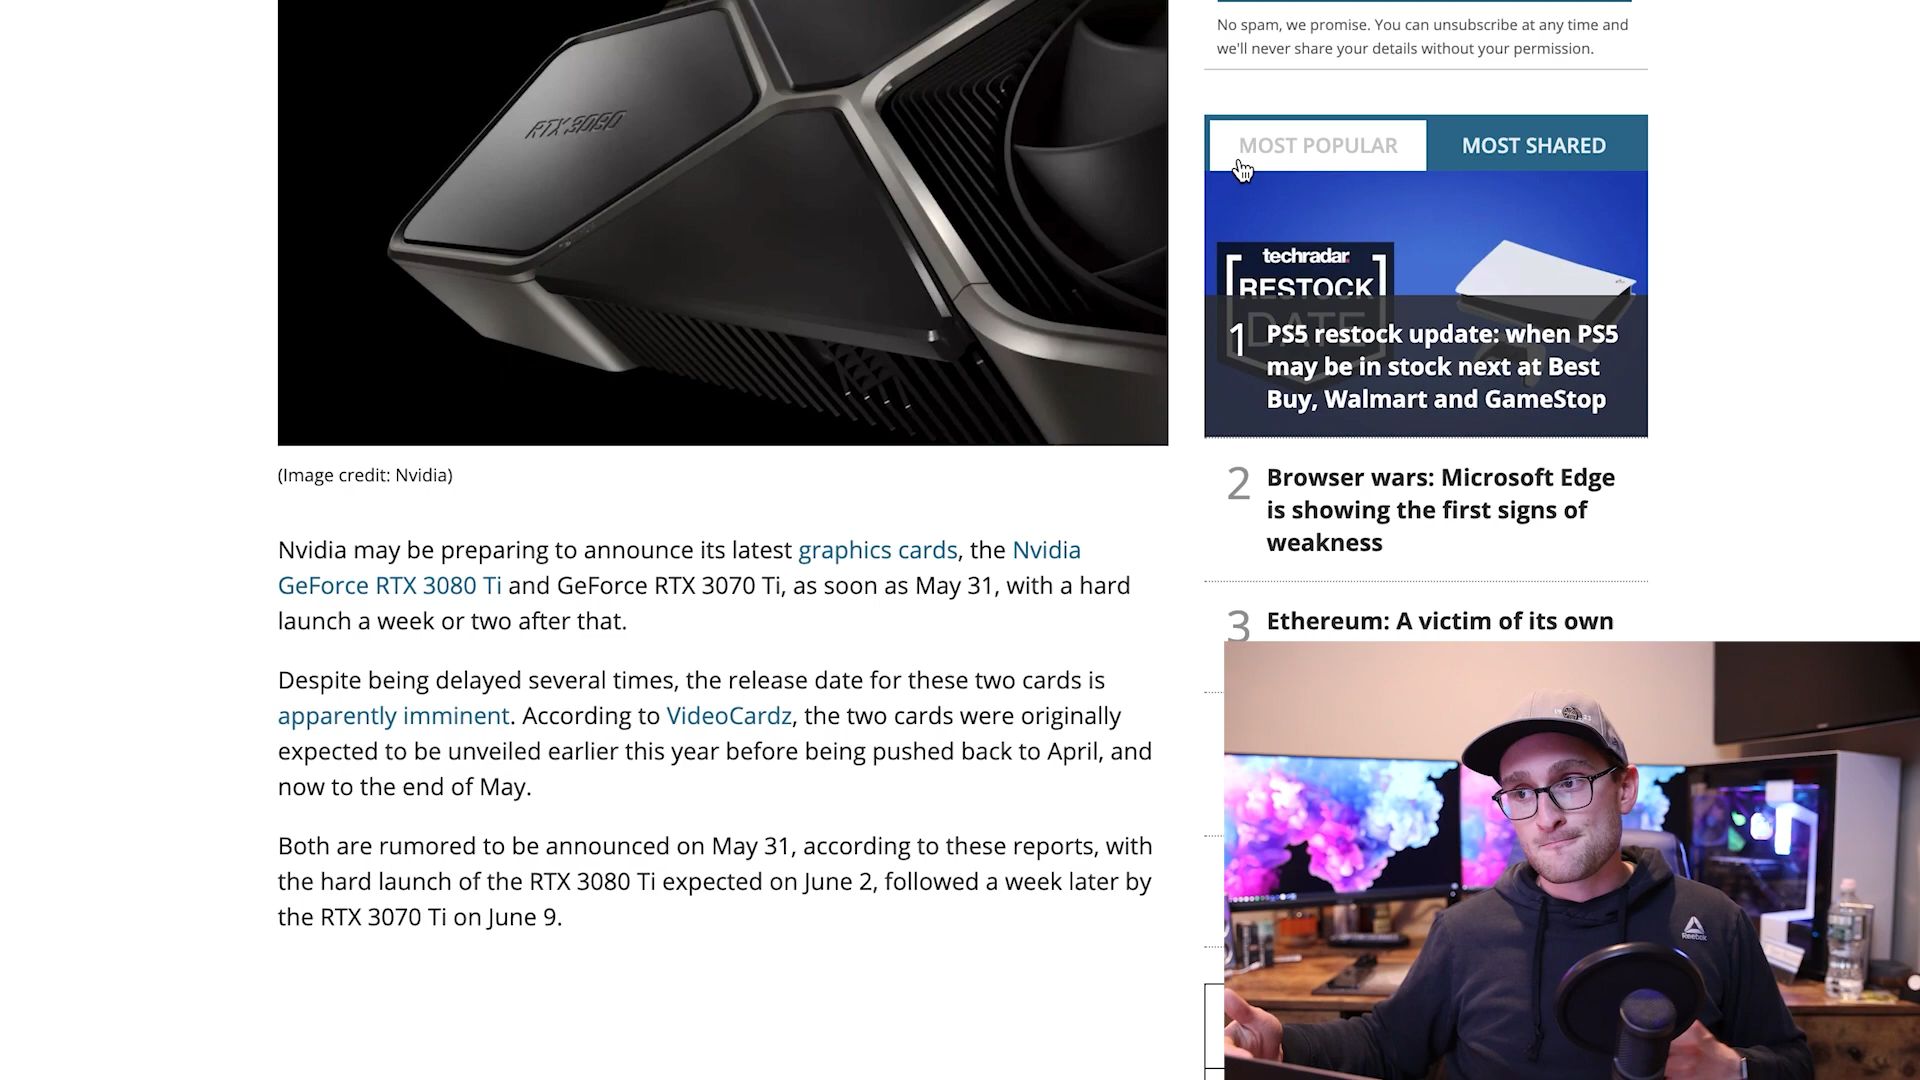 RTX 3080
(Image credit: Nvidia)
Nvidia may be preparing to announce its latest graphics cards, the Nvidia
GeForce RTX 3080 Ti and GeForce RTX 3070 Ti, as soon as May 31, with a hard
launch a week or two after that.
Despite being delayed several times, the release date for these two cards is
apparently imminent. According to VideoCardz, the two cards were originally
expected to be unveiled earlier this year before being pushed back to April, and
now to the end of May.
Both are rumored to be announced on May 31, according to these reports, with
the hard launch of the RTX 3080 Ti expected on June 2, followed a week later by
the RTX 3070 Ti on June 9.
No spam, we promise. You can unsubscribe at any time and
we'll never share your details without your permission.
MOST POPULAR
MOST SHARED
techradar.
RESTOCK
DATE
1
PS5 restock update: when PS5
may be in stock next at Best
Buy, Walmart and GameStop
2
Browser wars: Microsoft Edge
is showing the first signs of
weakness
3
Ethereum: A victim of its own
Reebok